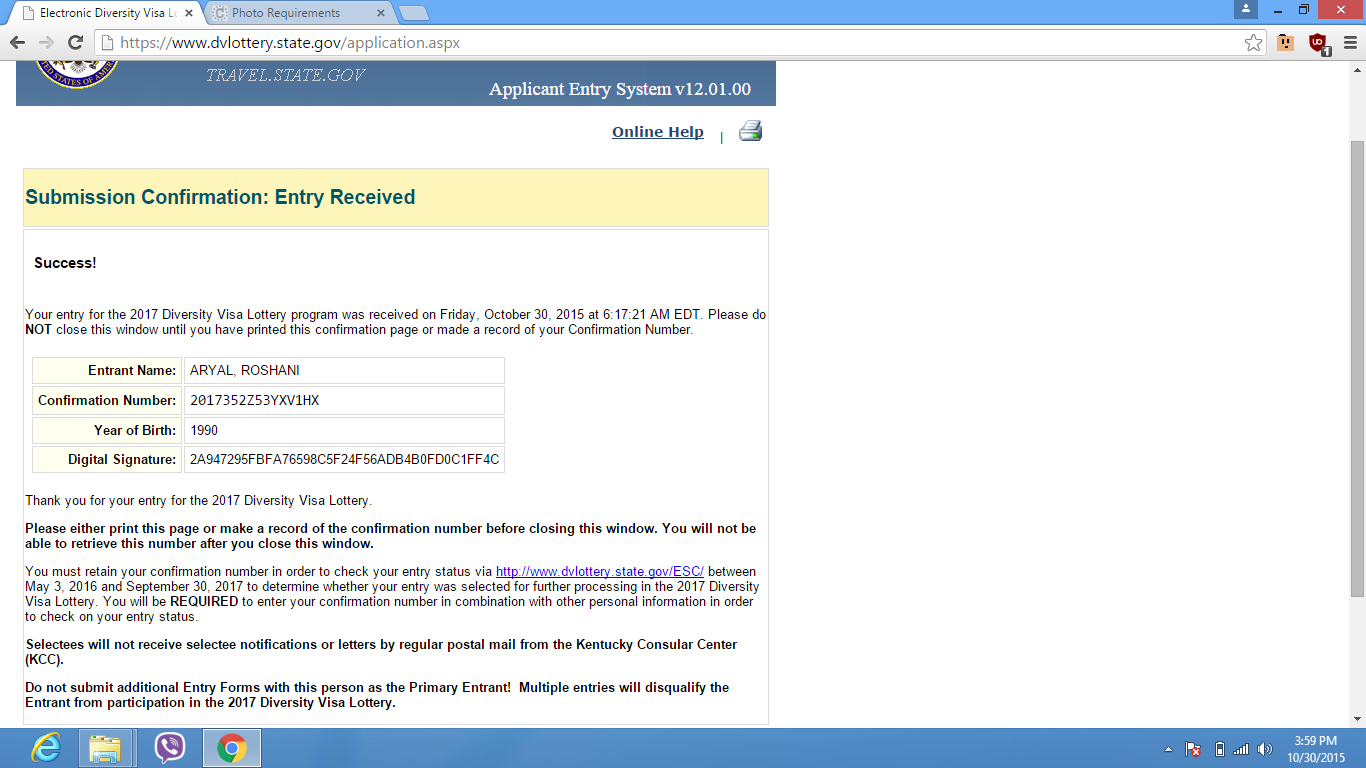 Electronic Diversity Visa Lo
Photo Requirements
https://www.dvlottery.state.gov/application.aspx
UD
1
TED STATES OF AMER
TRAVEL.STATE.GOV
Applicant Entry System v12.01.00
Online Help |
Submission Confirmation: Entry Received
Success!
Your entry for the 2017 Diversity Visa Lottery program was received on Friday, October 30, 2015 at 6:17:21 AM EDT. Please do
NOT close this window until you have printed this confirmation page or made a record of your Confirmation Number.
Entrant Name: ARYAL, ROSHANI
Confirmation Number: 2017352Z53YXV1HX
Year of Birth: 1990
Digital Signature: 2A947295FBFA76598C5F24F56ADB4B0FD0C1FF4C
Thank you for your entry for the 2017 Diversity Visa Lottery.
Please either print this page or make a record of the confirmation number before closing this window. You will not be
able to retrieve this number after you close this window.
You must retain your confirmation number in order to check your entry status via http://www.dvlottery.state.gov/ESC/ between
May 3, 2016 and September 30, 2017 to determine whether your entry was selected for further processing in the 2017 Diversity
Visa Lottery. You will be REQUIRED to enter your confirmation number in combination with other personal information in order
to check on your entry status.
Selectees will not receive selectee notifications or letters by regular postal mail from the Kentucky Consular Center
(KCC).
Do not submit additional Entry Forms with this person as the Primary Entrant! Multiple entries will disqualify the
Entrant from participation in the 2017 Diversity Visa Lottery.
3:59 PM
10/30/2015